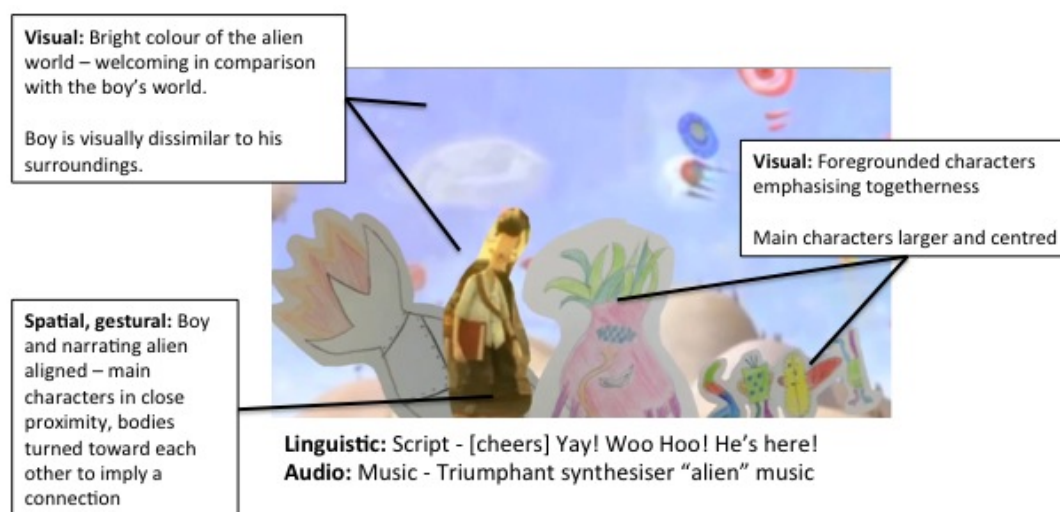 Visual: Bright colour of the alien
world – welcoming in comparison
with the boy's world.
Boy is visually dissimilar to his
surroundings.
Visual: Foregrounded characters
emphasising togetherness
Main characters larger and centred
Spatial, gestural: Boy
and narrating alien
aligned – main
characters in close
proximity, bodies
turned toward each
other to imply a
connection
Linguistic: Script - [cheers] Yay! Woo Hoo! He's here!
Audio: Music - Triumphant synthesiser “alien” music